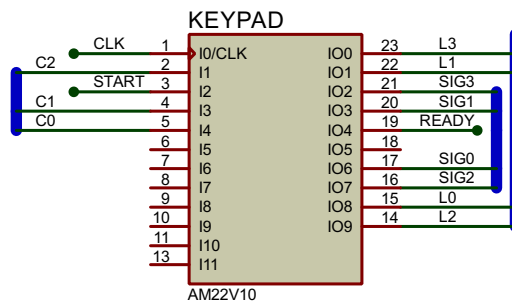 KEYPAD
CLK 1 I0/CLK IO0 23 L3
C2 2 I1 IO1 22 L1
START 3 I2 IO2 21 SIG3
C1 4 I3 IO3 20 SIG1
C0 5 I4 IO4 19 READY
6 I5 IO5 18
7 I6 IO6 17 SIG0
8 I7 IO7 16 SIG2
9 I8 IO8 15 L0
10 I9 IO9 14 L2
11 I10
13 I11
AM22V10